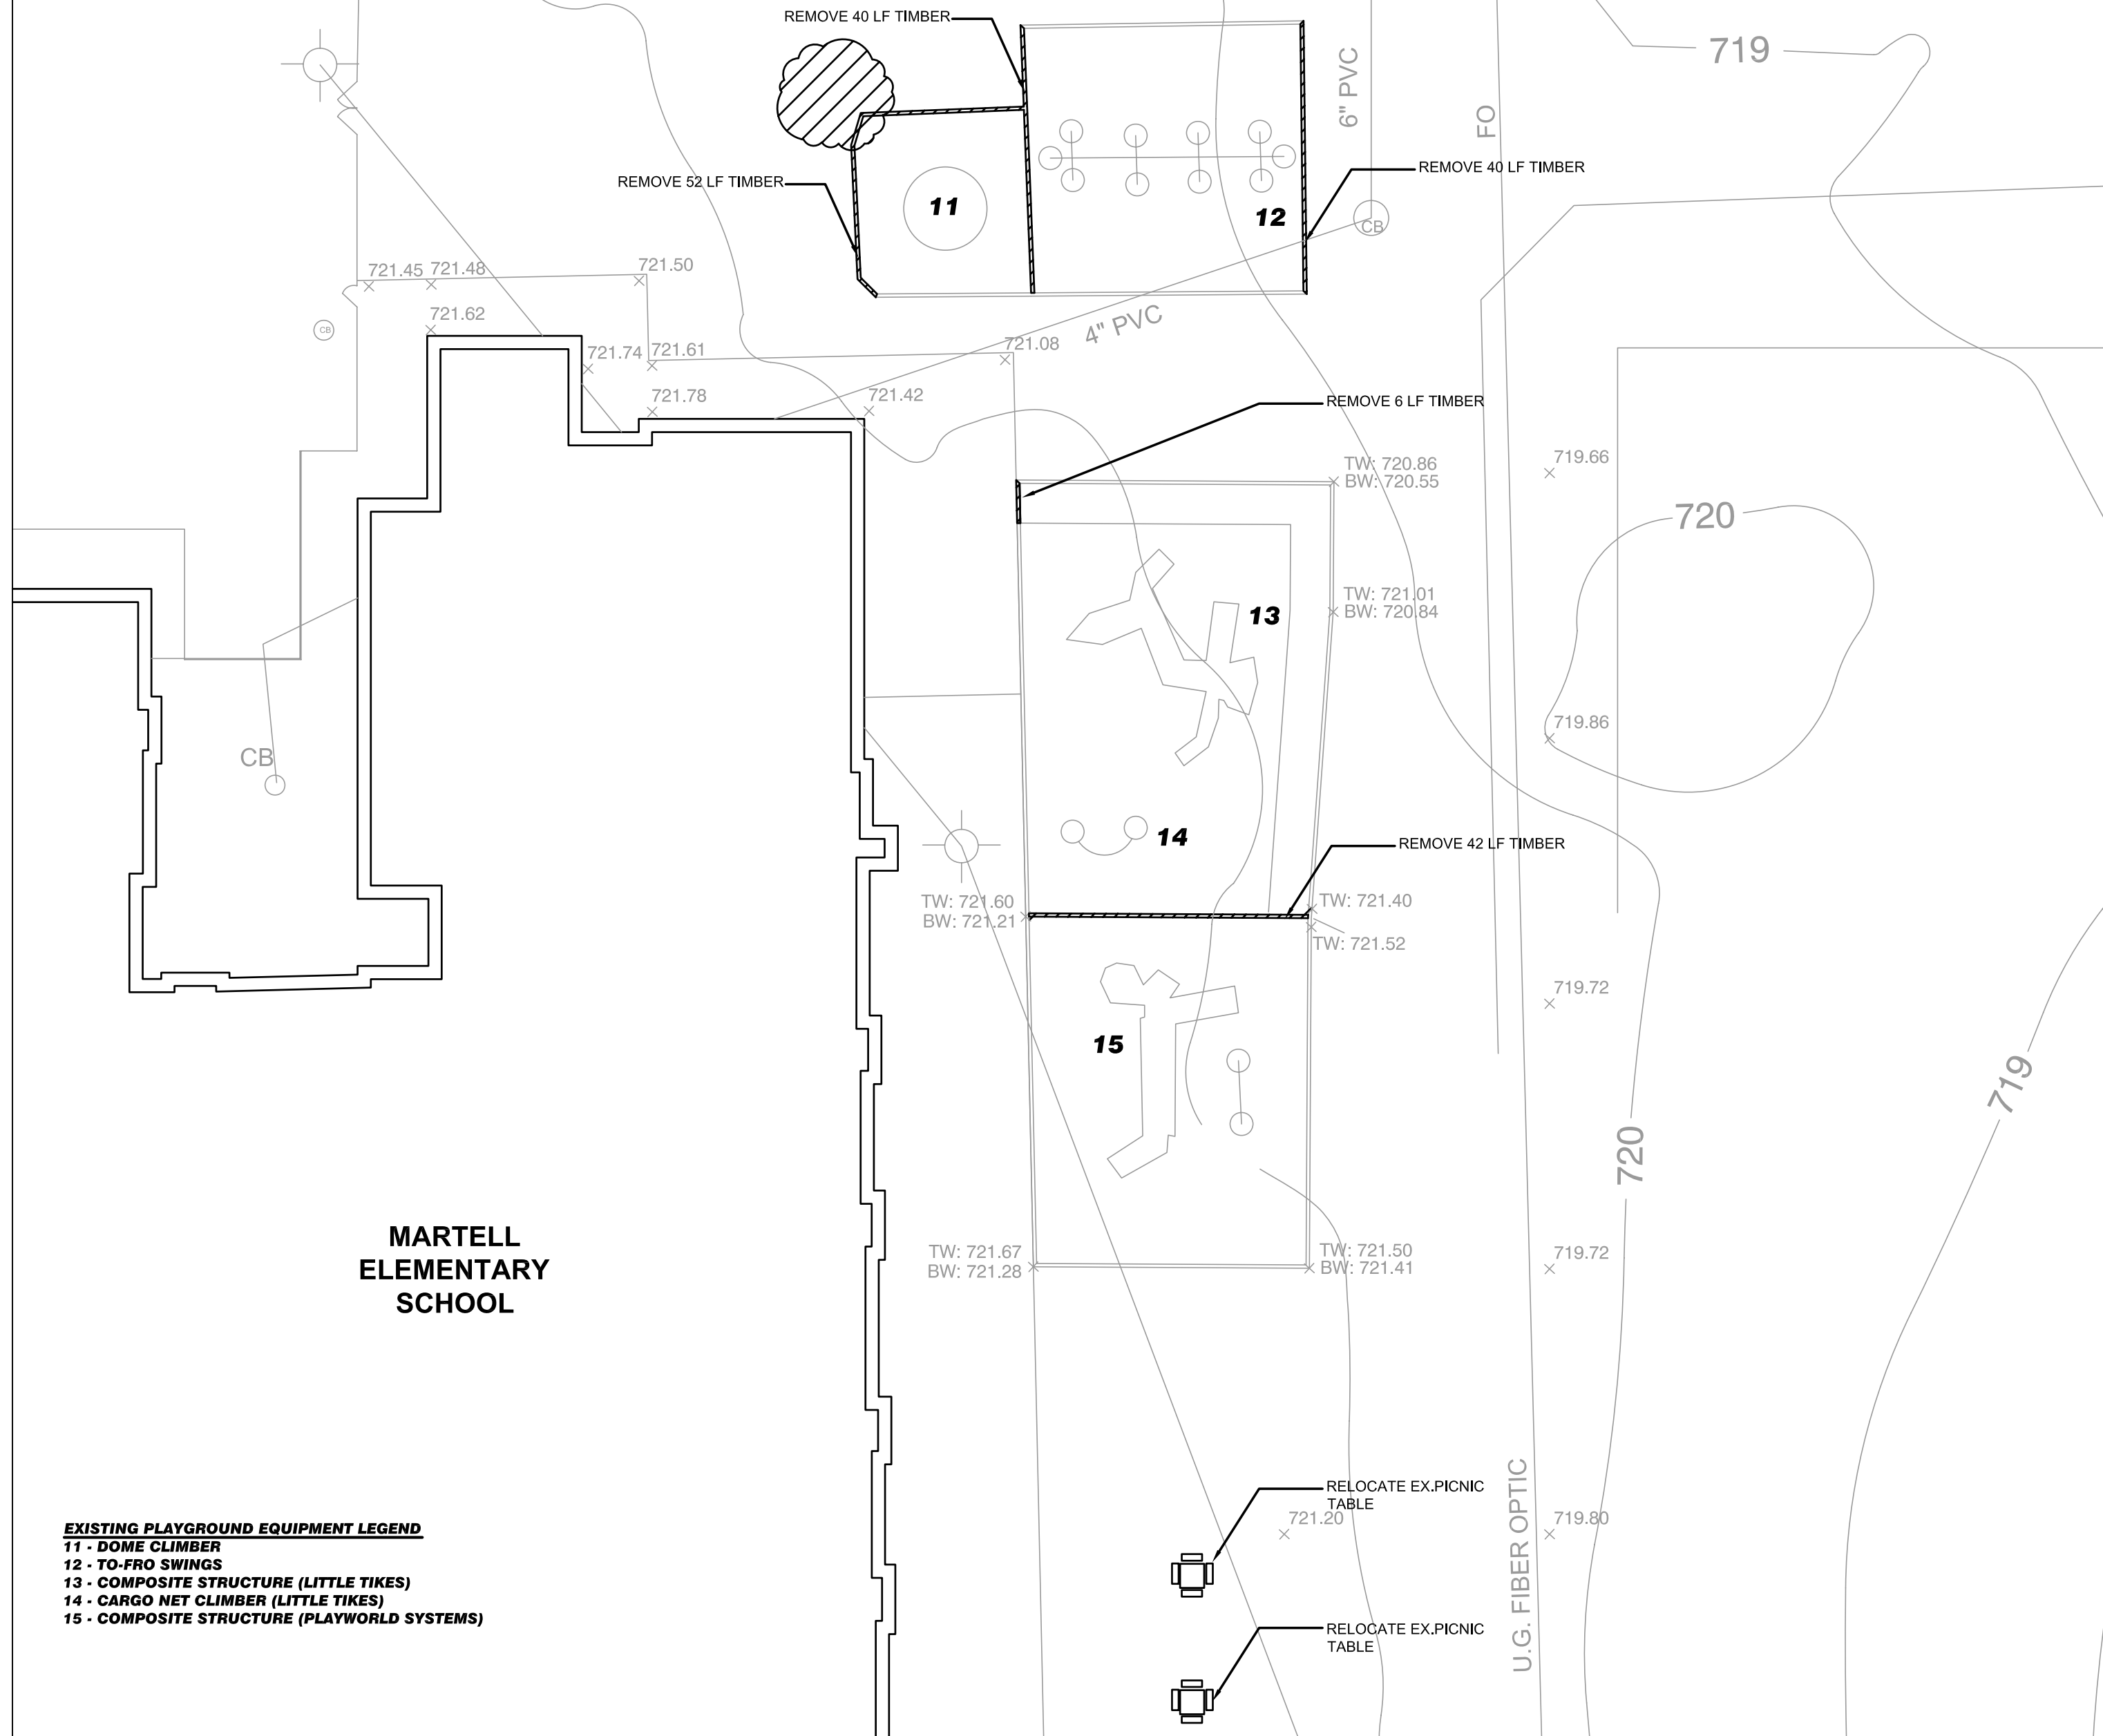 REMOVE 40 LF TIMBER
719
6" PVC
FO
REMOVE 52 LF TIMBER
REMOVE 40 LF TIMBER
11
12
CB
721.45
721.48
721.50
721.62
CB
4" PVC
721.74
721.61
721.08
721.78
721.42
REMOVE 6 LF TIMBER
TW: 720.86
BW: 720.55
719.66
720
TW: 721.01
BW: 720.84
13
719.86
CB
14
REMOVE 42 LF TIMBER
TW: 721.60
BW: 721.21
TW: 721.40
TW: 721.52
719.72
15
719
720
MARTELL
ELEMENTARY
SCHOOL
TW: 721.67
BW: 721.28
TW: 721.50
BW: 721.41
719.72
RELOCATE EX.PICNIC
TABLE
721.20
719.80
U.G. FIBER OPTIC
RELOCATE EX.PICNIC
TABLE
EXISTING PLAYGROUND EQUIPMENT LEGEND
11 - DOME CLIMBER
12 - TO-FRO SWINGS
13 - COMPOSITE STRUCTURE (LITTLE TIKES)
14 - CARGO NET CLIMBER (LITTLE TIKES)
15 - COMPOSITE STRUCTURE (PLAYWORLD SYSTEMS)